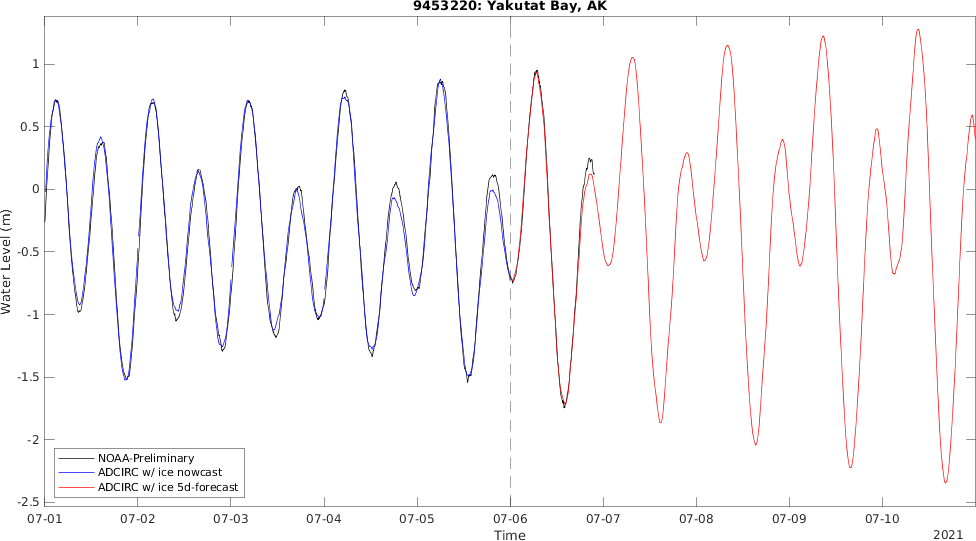 9453220: Yakutat Bay, AK
Water Level (m)
1
0.5
0
-0.5
-1
-1.5
-2
-2.5
NOAA-Preliminary
ADCIRC w/ ice nowcast
ADCIRC w/ ice 5d-forecast
07-01 07-02 07-03 07-04 07-05 07-06 07-07 07-08 07-09 07-10
Time
2021